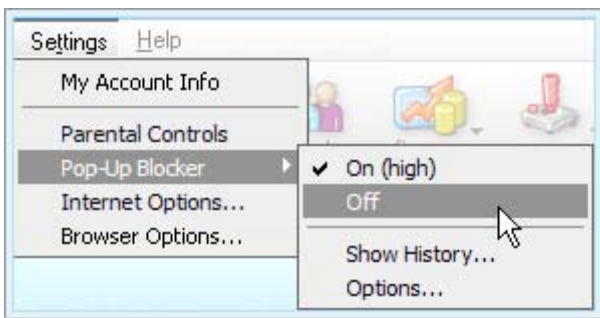 Settings Help
My Account Info
Parental Controls
Pop-Up Blocker
Internet Options...
Browser Options...
On (high)
Off
Show History...
Options...